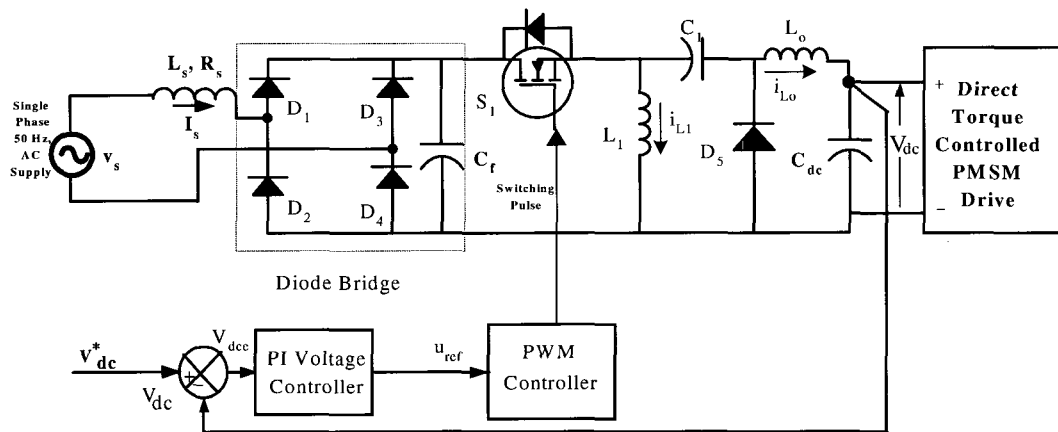 L_s, R_s
I_s
Single
Phase
50 Hz,
AC
Supply
v_s
D_1
D_3
D_2
D_4
C_f
Diode Bridge
S_1
Switching
Pulse
L_1
i_L1
C_1
D_5
L_o
i_Lo
C_dc
V_dc
+
−
Direct
Torque
Controlled
PMSM
Drive
V*_dc
V_dc
+
−
V_dce
PI Voltage
Controller
u_ref
PWM
Controller